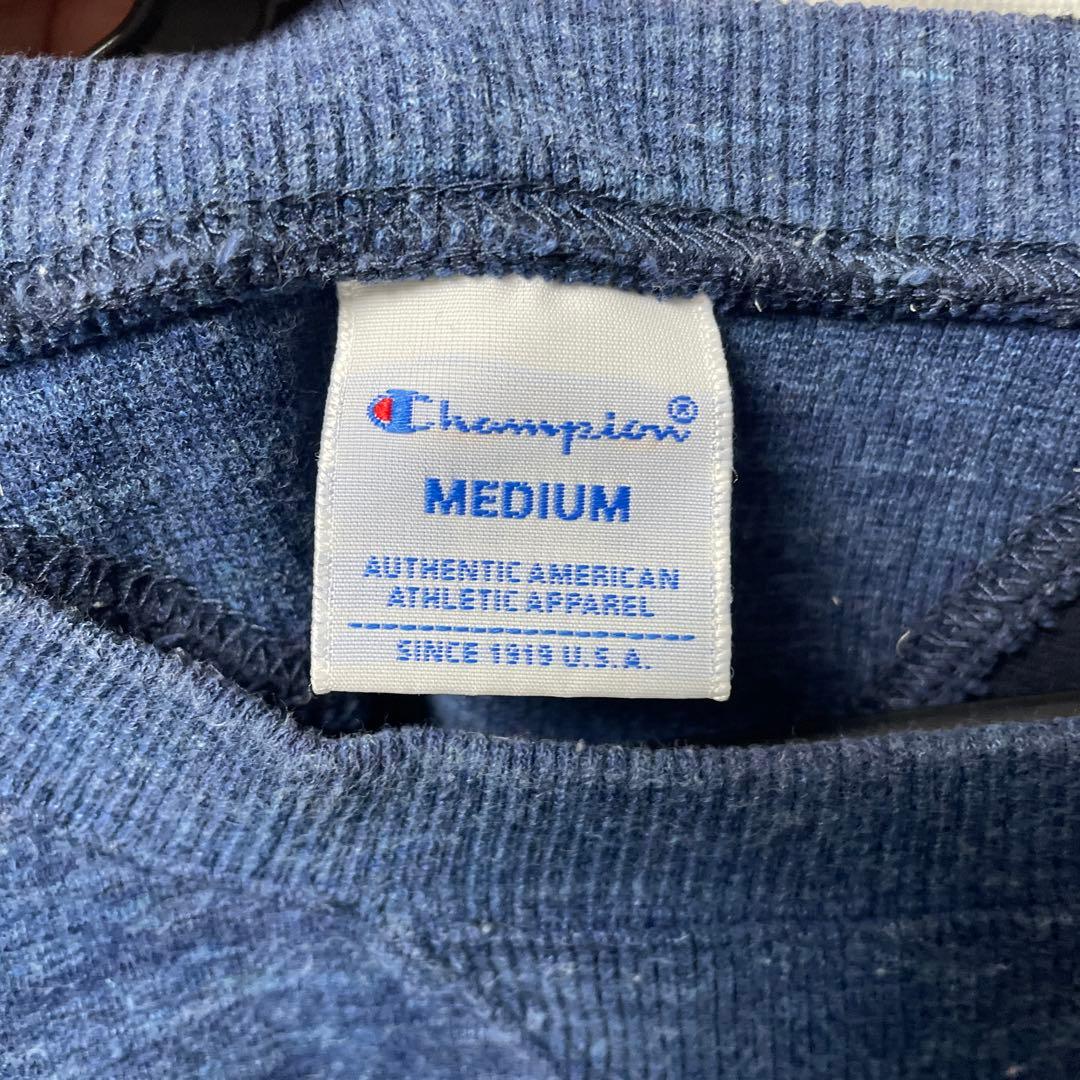 Champion®
MEDIUM
AUTHENTIC AMERICAN
ATHLETIC APPAREL
SINCE 1919 U.S.A.